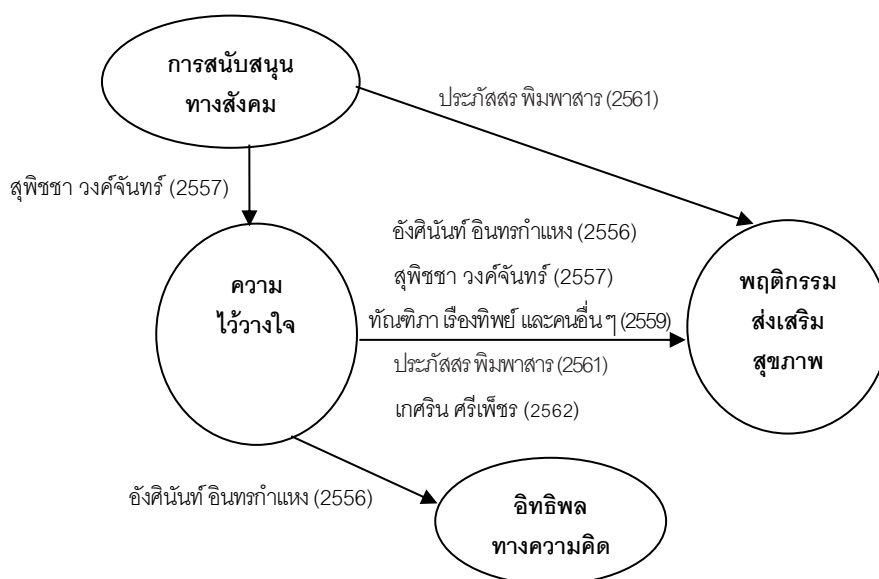 การสนับสนุน
ทางสังคม
ประภัสสร พิมพาสาร (2561)
สุพิชชา วงค์จันทร์ (2557)
อังศินันท์ อินทรกำแหง (2556)
สุพิชชา วงค์จันทร์ (2557)
ทัณฑิภา เรืองทิพย์ และคนอื่น ๆ (2559)
ประภัสสร พิมพาสาร (2561)
เกศริน ศรีเพ็ชร (2562)
ความ
ไว้วางใจ
พฤติกรรม
ส่งเสริม
สุขภาพ
อังศินันท์ อินทรกำแหง (2556)
อิทธิพล
ทางความคิด